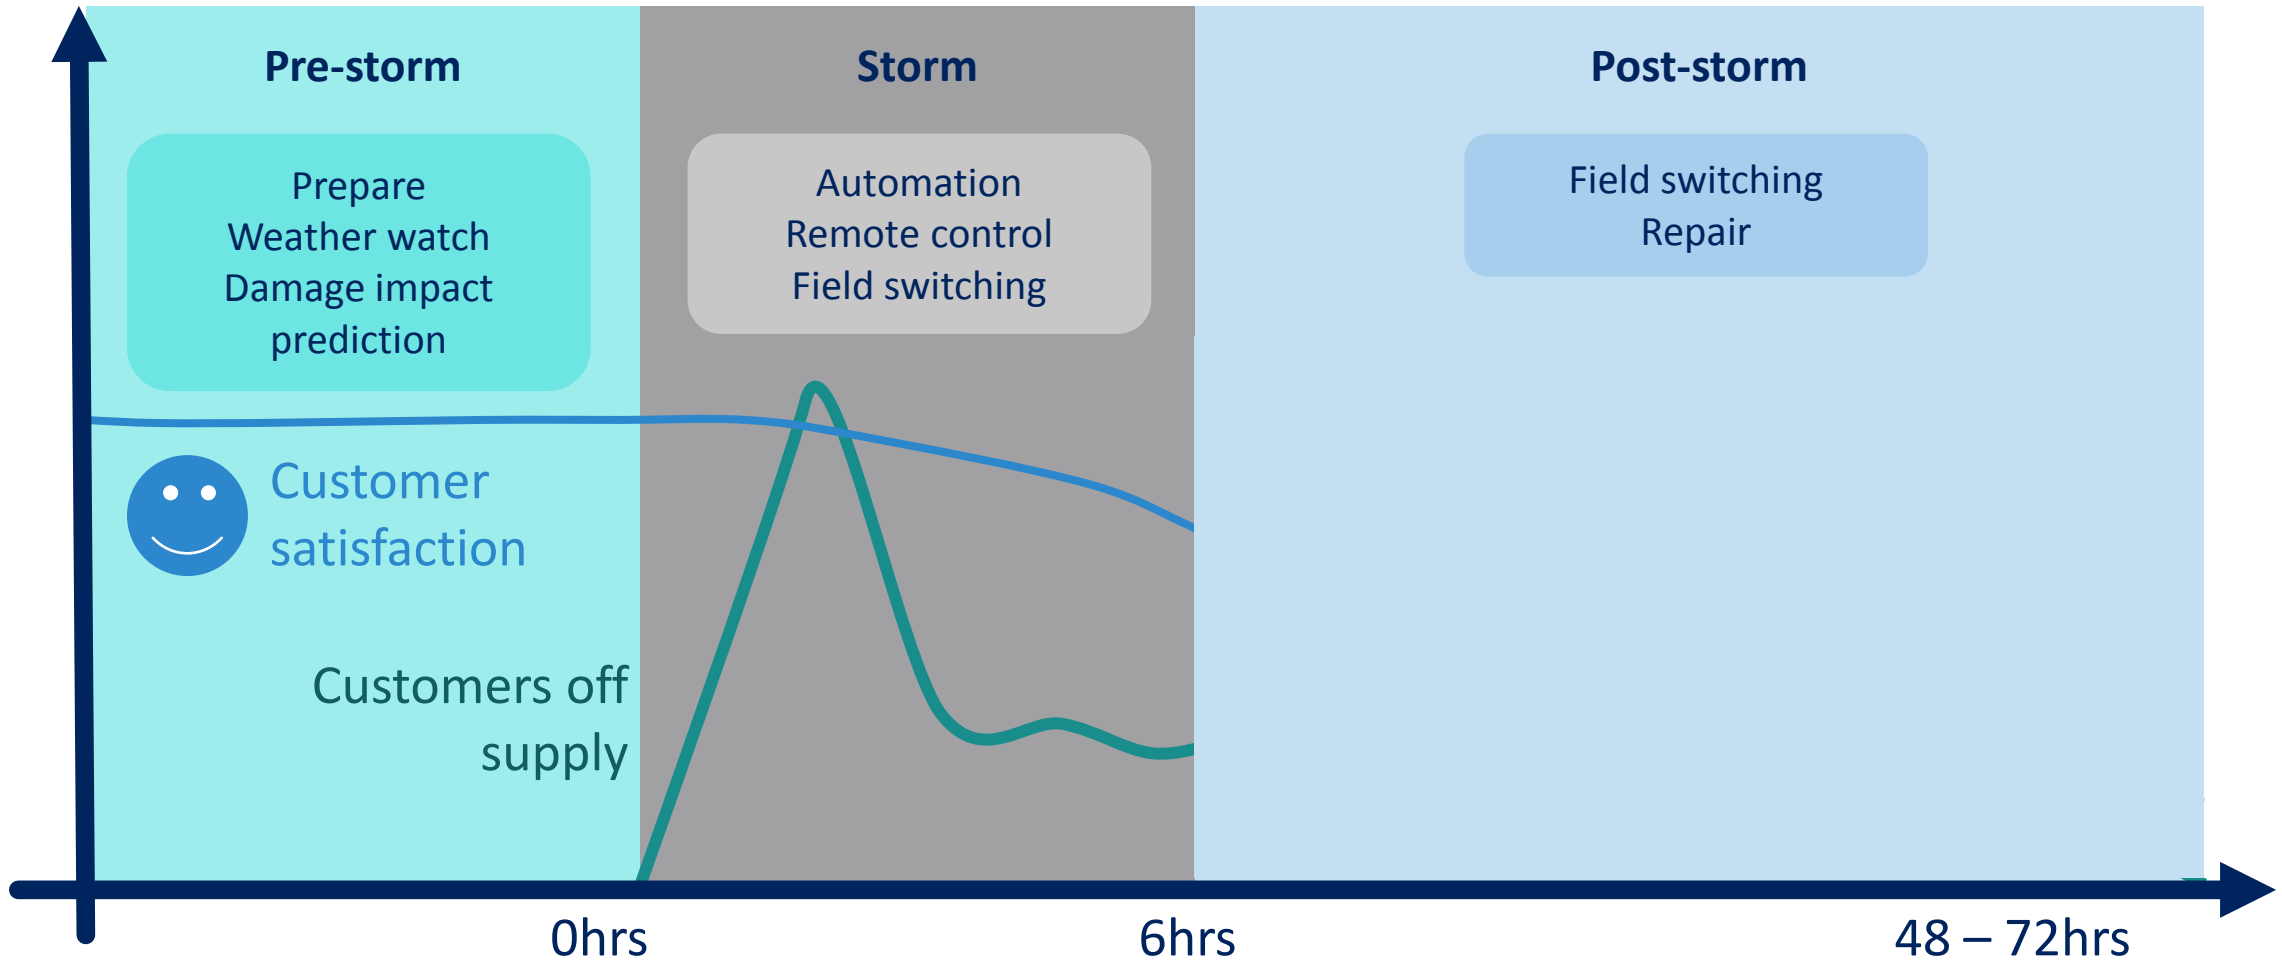 Pre-storm
Prepare
Weather watch
Damage impact
prediction
Storm
Automation
Remote control
Field switching
Post-storm
Field switching
Repair
Customer
satisfaction
Customers off
supply
0hrs
6hrs
48 – 72hrs